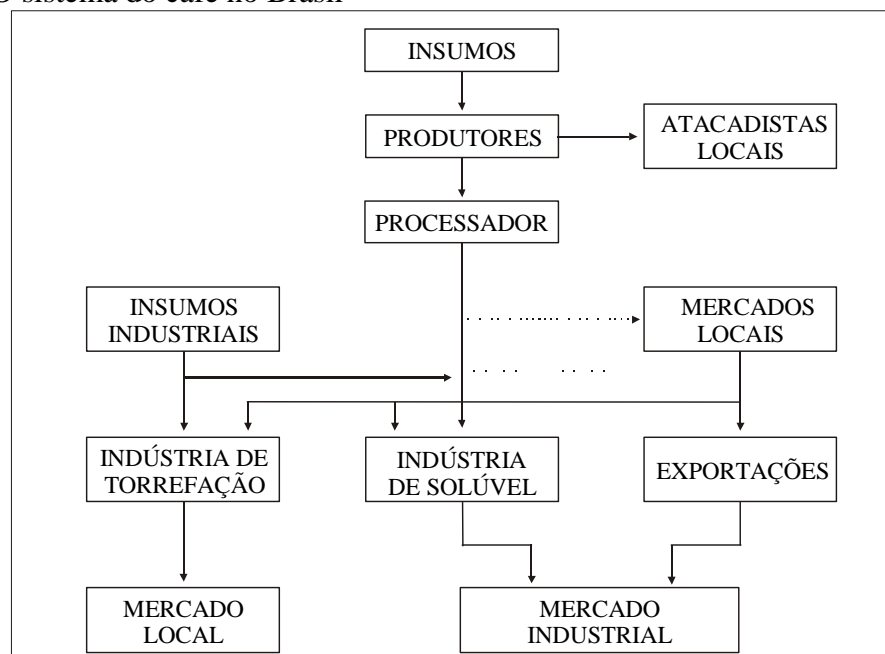 O sistema do café no Brasil
INSUMOS
PRODUTORES
ATACADISTAS
LOCAIS
PROCESSADOR
INSUMOS
INDUSTRIAIS
MERCADOS
LOCAIS
INDÚSTRIA DE
TORREFAÇÃO
INDÚSTRIA
DE SOLÚVEL
EXPORTAÇÕES
MERCADO
LOCAL
MERCADO
INDUSTRIAL